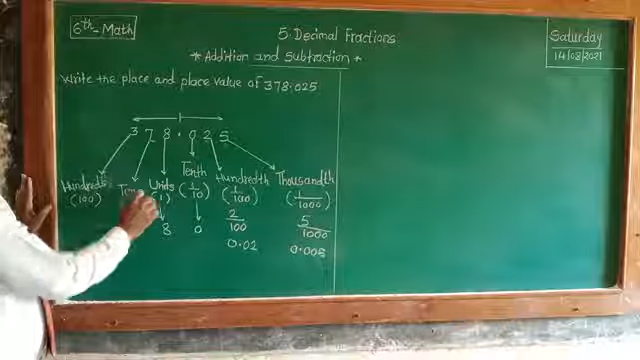 6th-Math
5. Decimal Fractions
Saturday
14/08/2021
* Addition and subtraction *
Write the place and place value of 378.025
3 7 8 . 0 2 5
Hundreds Units Tenth Hundredth Thousandth
(100) (1) (1/10) (1/100) (1/1000)
8 0 2/100 5/1000
0.02 0.005